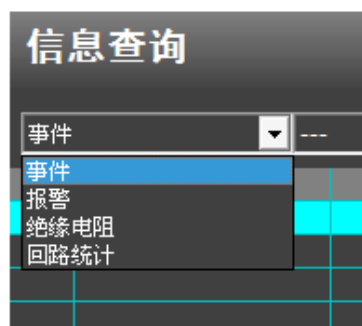 信息查询
事件 ---
事件
报警
绝缘电阻
回路统计